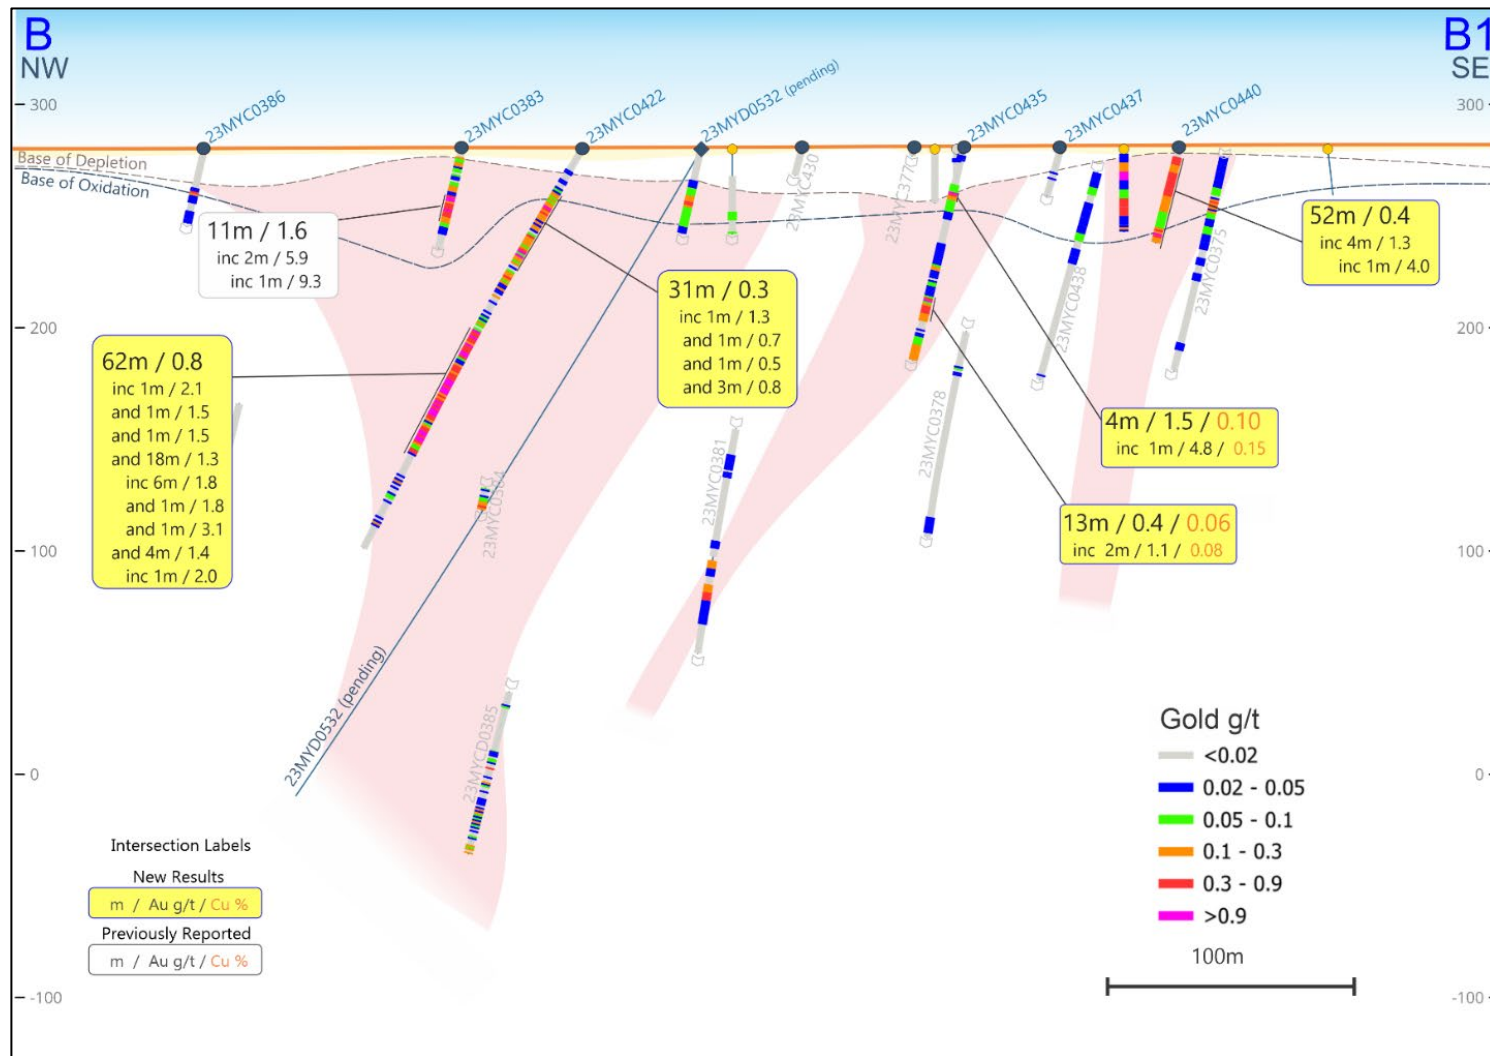 B
NW
B1
SE
300
300
23MYC0386
23MYC0383
23MYC0422
23MYD0532 (pending)
23MYC0435
23MYC0437
23MYC0440
Base of Depletion
Base of Oxidation
23MYC430
23MYC377
11m / 1.6
inc 2m / 5.9
inc 1m / 9.3
52m / 0.4
inc 4m / 1.3
inc 1m / 4.0
31m / 0.3
inc 1m / 1.3
and 1m / 0.7
and 1m / 0.5
and 3m / 0.8
23MYC0438
23MYC0375
200
200
62m / 0.8
inc 1m / 2.1
and 1m / 1.5
and 1m / 1.5
and 18m / 1.3
inc 6m / 1.8
and 1m / 1.8
and 1m / 3.1
and 4m / 1.4
inc 1m / 2.0
4m / 1.5 / 0.10
inc 1m / 4.8 / 0.15
23MYC0378
23MYC0381
13m / 0.4 / 0.06
inc 2m / 1.1 / 0.08
100
100
23MYD0532 (pending)
23MYCD0385
0
0
Gold g/t
<0.02
0.02 - 0.05
0.05 - 0.1
0.1 - 0.3
0.3 - 0.9
>0.9
100m
Intersection Labels
New Results
m / Au g/t / Cu %
Previously Reported
m / Au g/t / Cu %
-100
-100